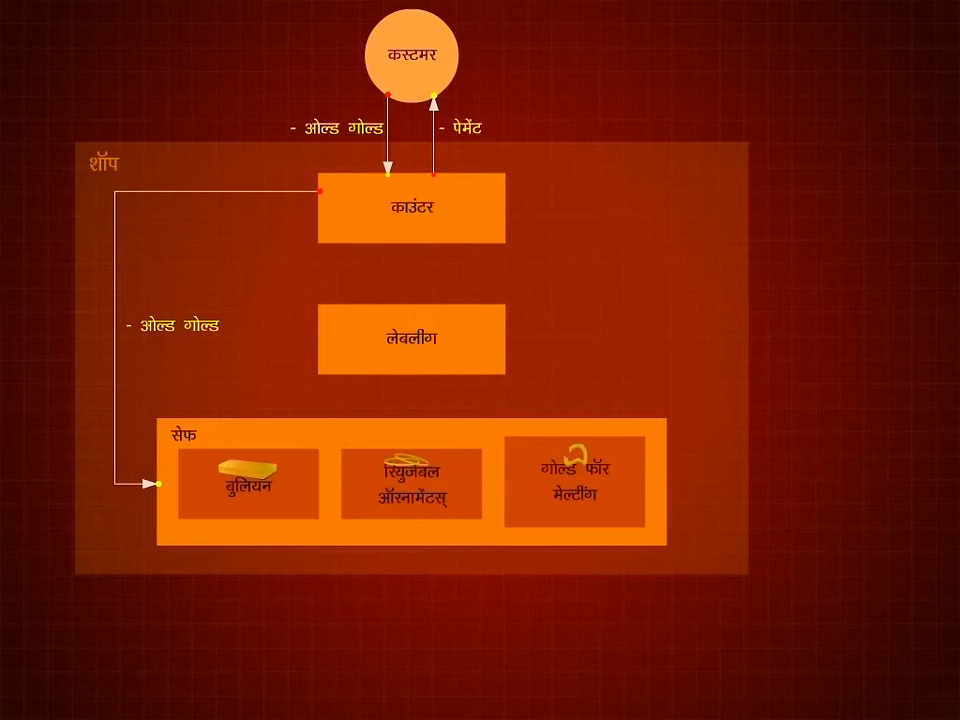 कस्टमर
- ओल्ड गोल्ड
- पेमेंट
शॉप
काउंटर
- ओल्ड गोल्ड
लेबलींग
सेफ
बुलियन
रियुजेबल
ऑरनामेंटस्
गोल्ड फॉर
मेल्टींग